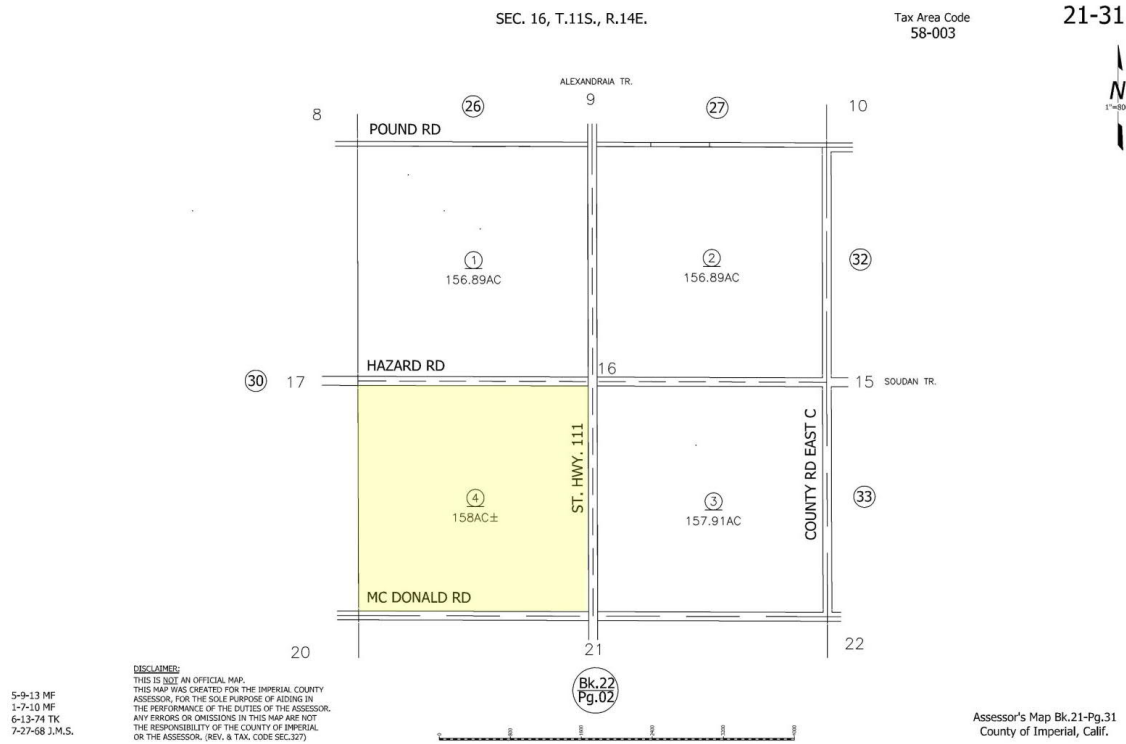 SEC. 16, T.11S., R.14E.
Tax Area Code
58-003
21-31
N
ALEXANDRAIA TR.
8
26
9
27
10
POUND RD
1
156.89AC
2
156.89AC
32
HAZARD RD
16
30
17
15
SOUDAN TR.
ST. HWY. 111
COUNTY RD EAST C
4
158AC±
3
157.91AC
33
MC DONALD RD
20
21
22
Bk.22
Pg.02
DISCLAIMER:
THIS IS NOT AN OFFICIAL MAP.
THIS MAP WAS CREATED FOR THE IMPERIAL COUNTY
ASSESSOR, FOR THE SOLE PURPOSE OF AIDING IN
THE PERFORMANCE OF THE DUTIES OF THE ASSESSOR.
ANY ERRORS OR OMISSIONS IN THIS MAP ARE NOT
THE RESPONSIBILITY OF THE COUNTY OF IMPERIAL
OR THE ASSESSOR. (REV. & TAX. CODE SEC.327)
5-9-13 MF
1-7-10 MF
6-13-74 TK
7-27-68 J.M.S.
Assessor's Map Bk.21-Pg.31
County of Imperial, Calif.